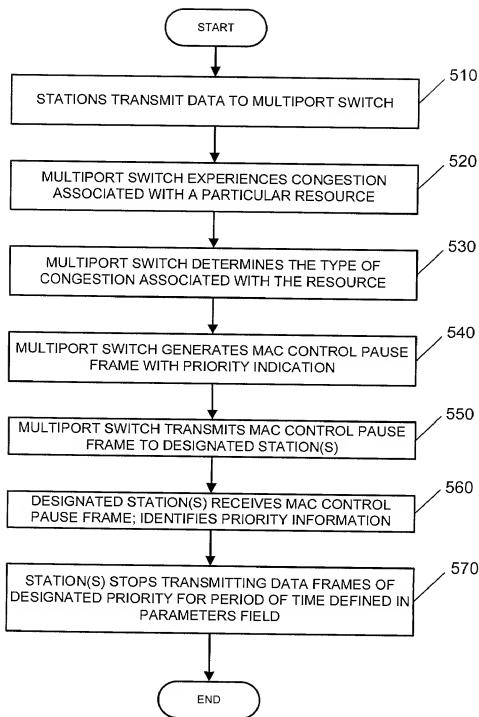 START
510
STATIONS TRANSMIT DATA TO MULTIPORT SWITCH
520
MULTIPORT SWITCH EXPERIENCES CONGESTION
ASSOCIATED WITH A PARTICULAR RESOURCE
530
MULTIPORT SWITCH DETERMINES THE TYPE OF
CONGESTION ASSOCIATED WITH THE RESOURCE
540
MULTIPORT SWITCH GENERATES MAC CONTROL PAUSE
FRAME WITH PRIORITY INDICATION
550
MULTIPORT SWITCH TRANSMITS MAC CONTROL PAUSE
FRAME TO DESIGNATED STATION(S)
560
DESIGNATED STATION(S) RECEIVES MAC CONTROL
PAUSE FRAME; IDENTIFIES PRIORITY INFORMATION
570
STATION(S) STOPS TRANSMITTING DATA FRAMES OF
DESIGNATED PRIORITY FOR PERIOD OF TIME DEFINED IN
PARAMETERS FIELD
END